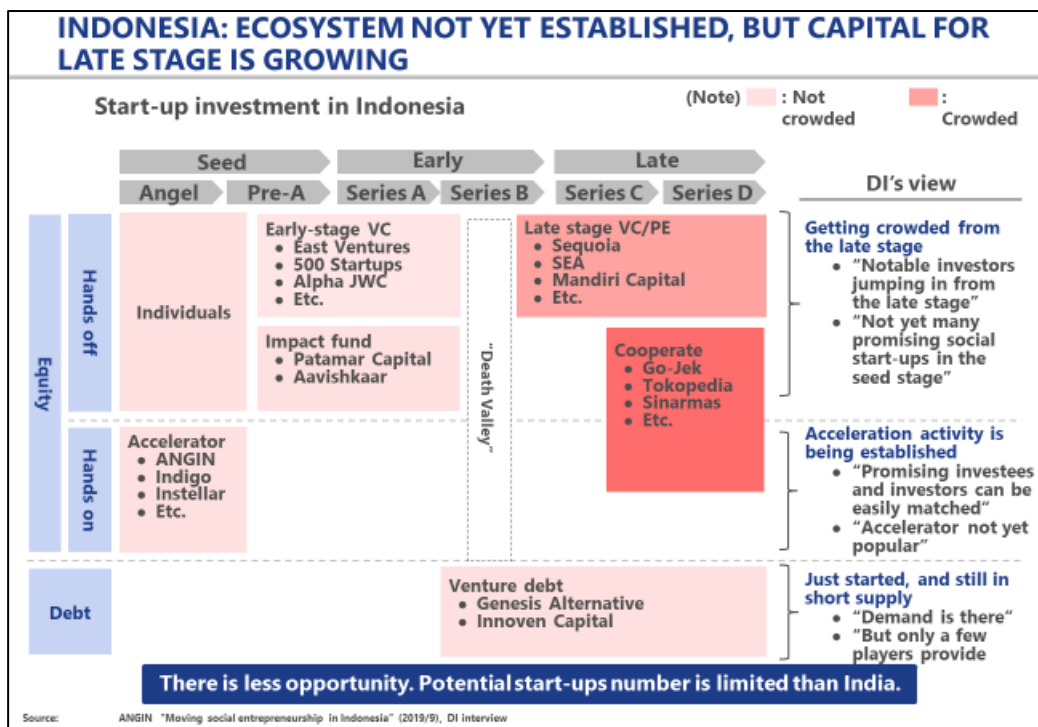 INDONESIA: ECOSYSTEM NOT YET ESTABLISHED, BUT CAPITAL FOR
LATE STAGE IS GROWING
Start-up investment in Indonesia
(Note) : Not
crowded
:
Crowded
Seed
Early
Late
Angel
Pre-A
Series A
Series B
Series C
Series D
DI's view
Equity
Hands off
Individuals
Early-stage VC
● East Ventures
● 500 Startups
● Alpha JWC
● Etc.
Impact fund
● Patamar Capital
● Aavishkaar
"Death Valley"
Late stage VC/PE
● Sequoia
● SEA
● Mandiri Capital
● Etc.
Cooperate
● Go-Jek
● Tokopedia
● Sinarmas
● Etc.
Getting crowded from
the late stage
● "Notable investors
jumping in from
the late stage"
● "Not yet many
promising social
start-ups in the
seed stage"
Hands on
Accelerator
● ANGIN
● Indigo
● Instellar
● Etc.
Acceleration activity is
being established
● "Promising investees
and investors can be
easily matched"
● "Accelerator not yet
popular"
Debt
Venture debt
● Genesis Alternative
● Innoven Capital
Just started, and still in
short supply
● "Demand is there"
● "But only a few
players provide
There is less opportunity. Potential start-ups number is limited than India.
Source: ANGIN "Moving social entrepreneurship in Indonesia" (2019/9), DI interview